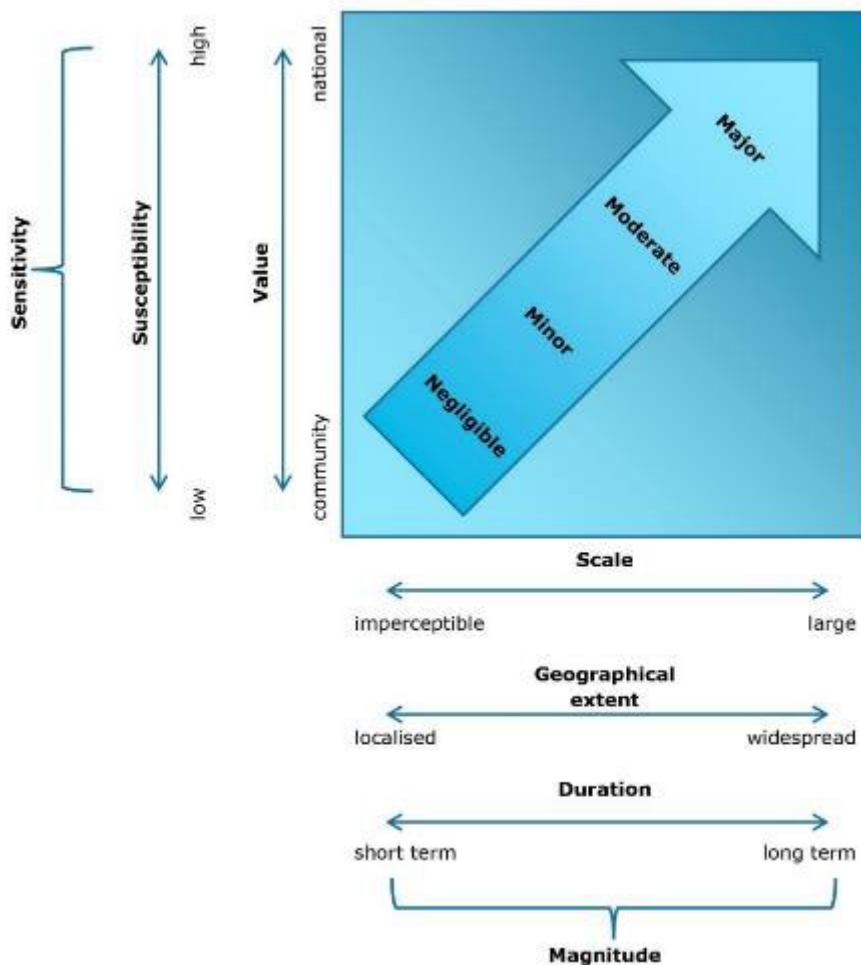 Sensitivity
Susceptibility
high
low
Value
national
community
Major
Moderate
Minor
Negligible
Scale
imperceptible
large
Geographical
extent
localised
widespread
Duration
short term
long term
Magnitude